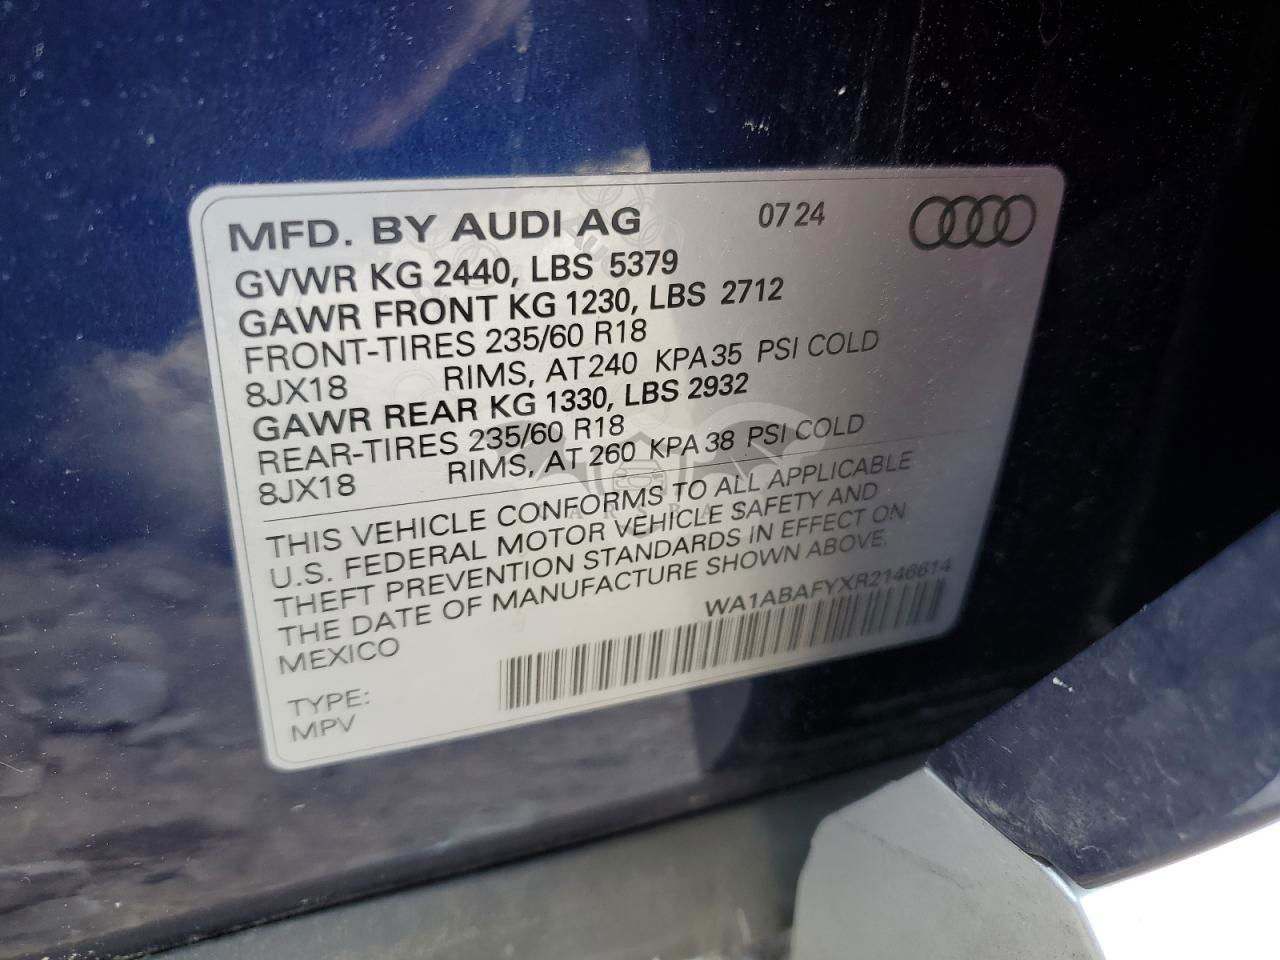 MFD. BY AUDI AG 07 24
GVWR KG 2440, LBS 5379
GAWR FRONT KG 1230, LBS 2712
FRONT-TIRES 235/60 R18
8JX18 RIMS, AT 240 KPA 35 PSI COLD
GAWR REAR KG 1330, LBS 2932
REAR-TIRES 235/60 R18
8JX18 RIMS, AT 260 KPA 38 PSI COLD
THIS VEHICLE CONFORMS TO ALL APPLICABLE
U.S. FEDERAL MOTOR VEHICLE SAFETY AND
THEFT PREVENTION STANDARDS IN EFFECT ON
THE DATE OF MANUFACTURE SHOWN ABOVE.
MEXICO
WA1ABAFYXR2146614
TYPE:
MPV